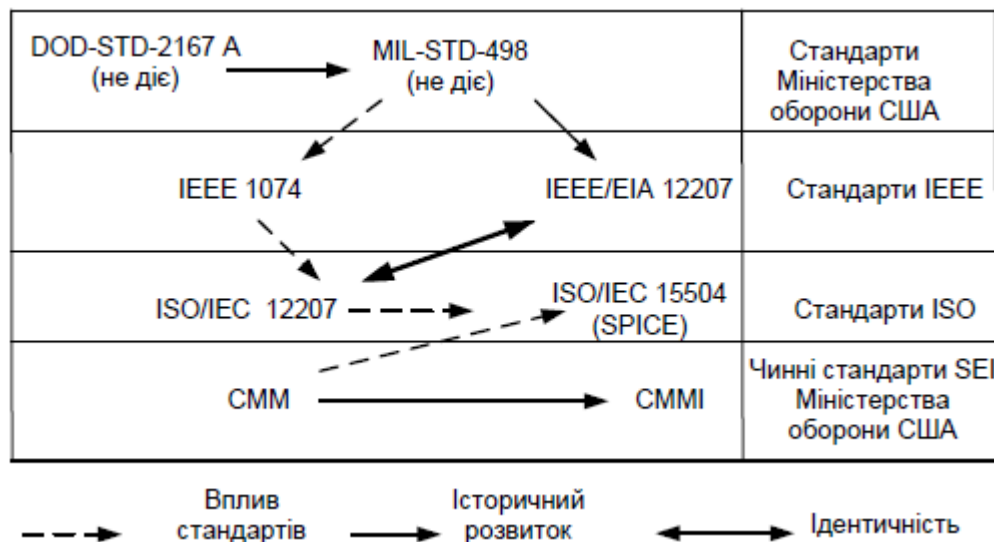 DOD-STD-2167 A
(не діє)
MIL-STD-498
(не діє)
Стандарти
Міністерства
оборони США
IEEE 1074
IEEE/EIA 12207
Стандарти IEEE
ISO/IEC 12207
ISO/IEC 15504
(SPICE)
Стандарти ISO
CMM
CMMI
Чинні стандарти SEI
Міністерства
оборони США
Вплив
стандартів
Історичний
розвиток
Ідентичність